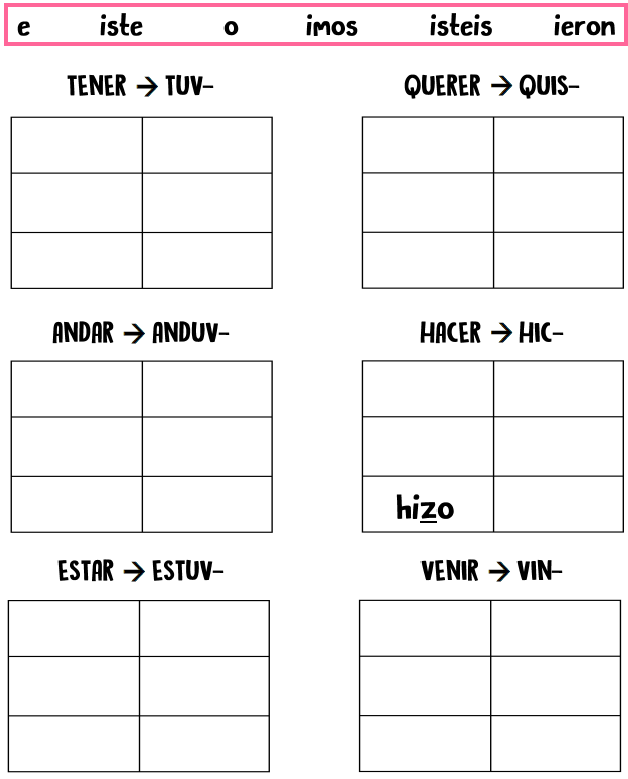 e iste o imos isteis ieron
TENER → TUV- QUERER → QUIS-
ANDAR → ANDUV- HACER → HIC-
hizo
ESTAR → ESTUV- VENIR → VIN-